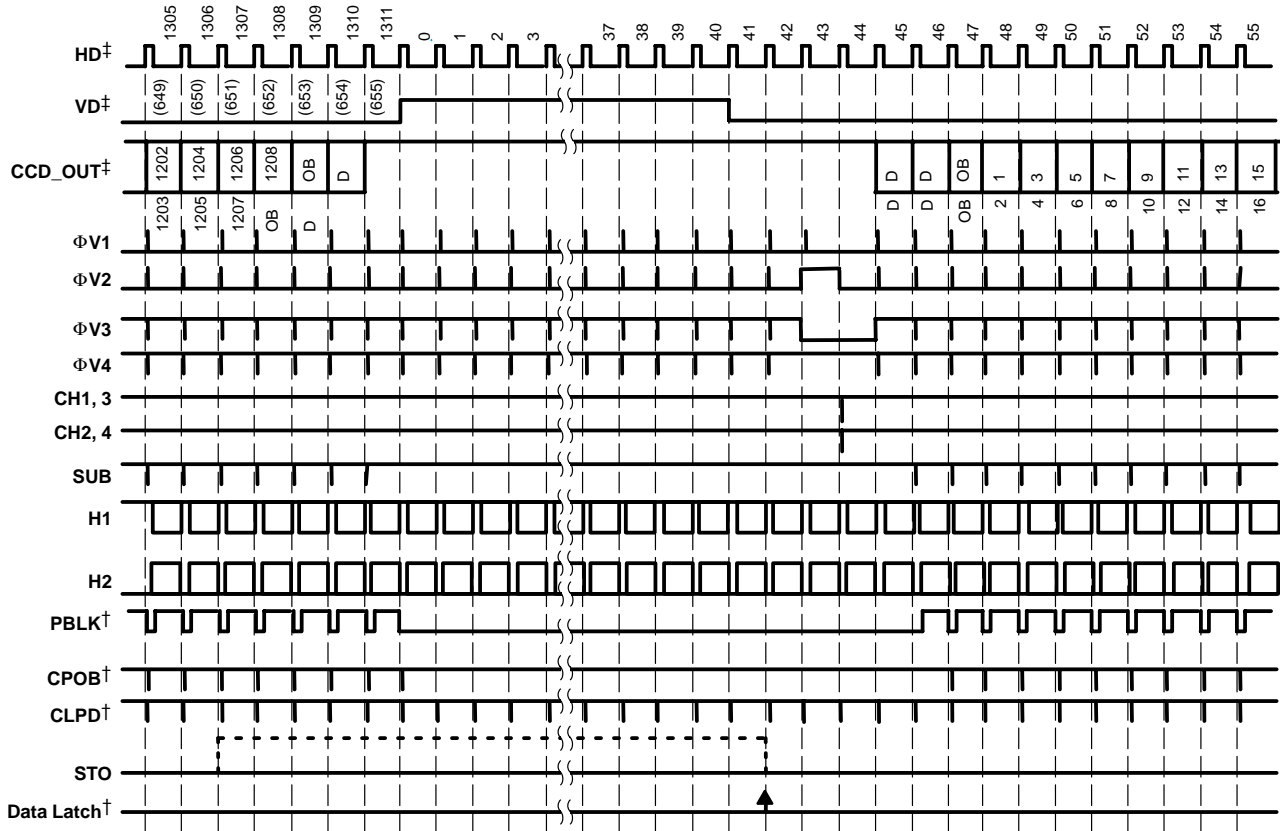 1305 1306 1307 1308 1309 1310 1311 0 1 2 3 37 38 39 40 41 42 43 44 45 46 47 48 49 50 51 52 53 54 55
HD‡
(649) (650) (651) (652) (653) (654) (655)
VD‡
CCD_OUT‡
1202 1204 1206 1208 OB D D D OB 1 3 5 7 9 11 13 15
1203 1205 1207 OB D D D OB 2 4 6 8 10 12 14 16
ΦV1
ΦV2
ΦV3
ΦV4
CH1, 3
CH2, 4
SUB
H1
H2
PBLK†
CPOB†
CLPD†
STO
Data Latch†